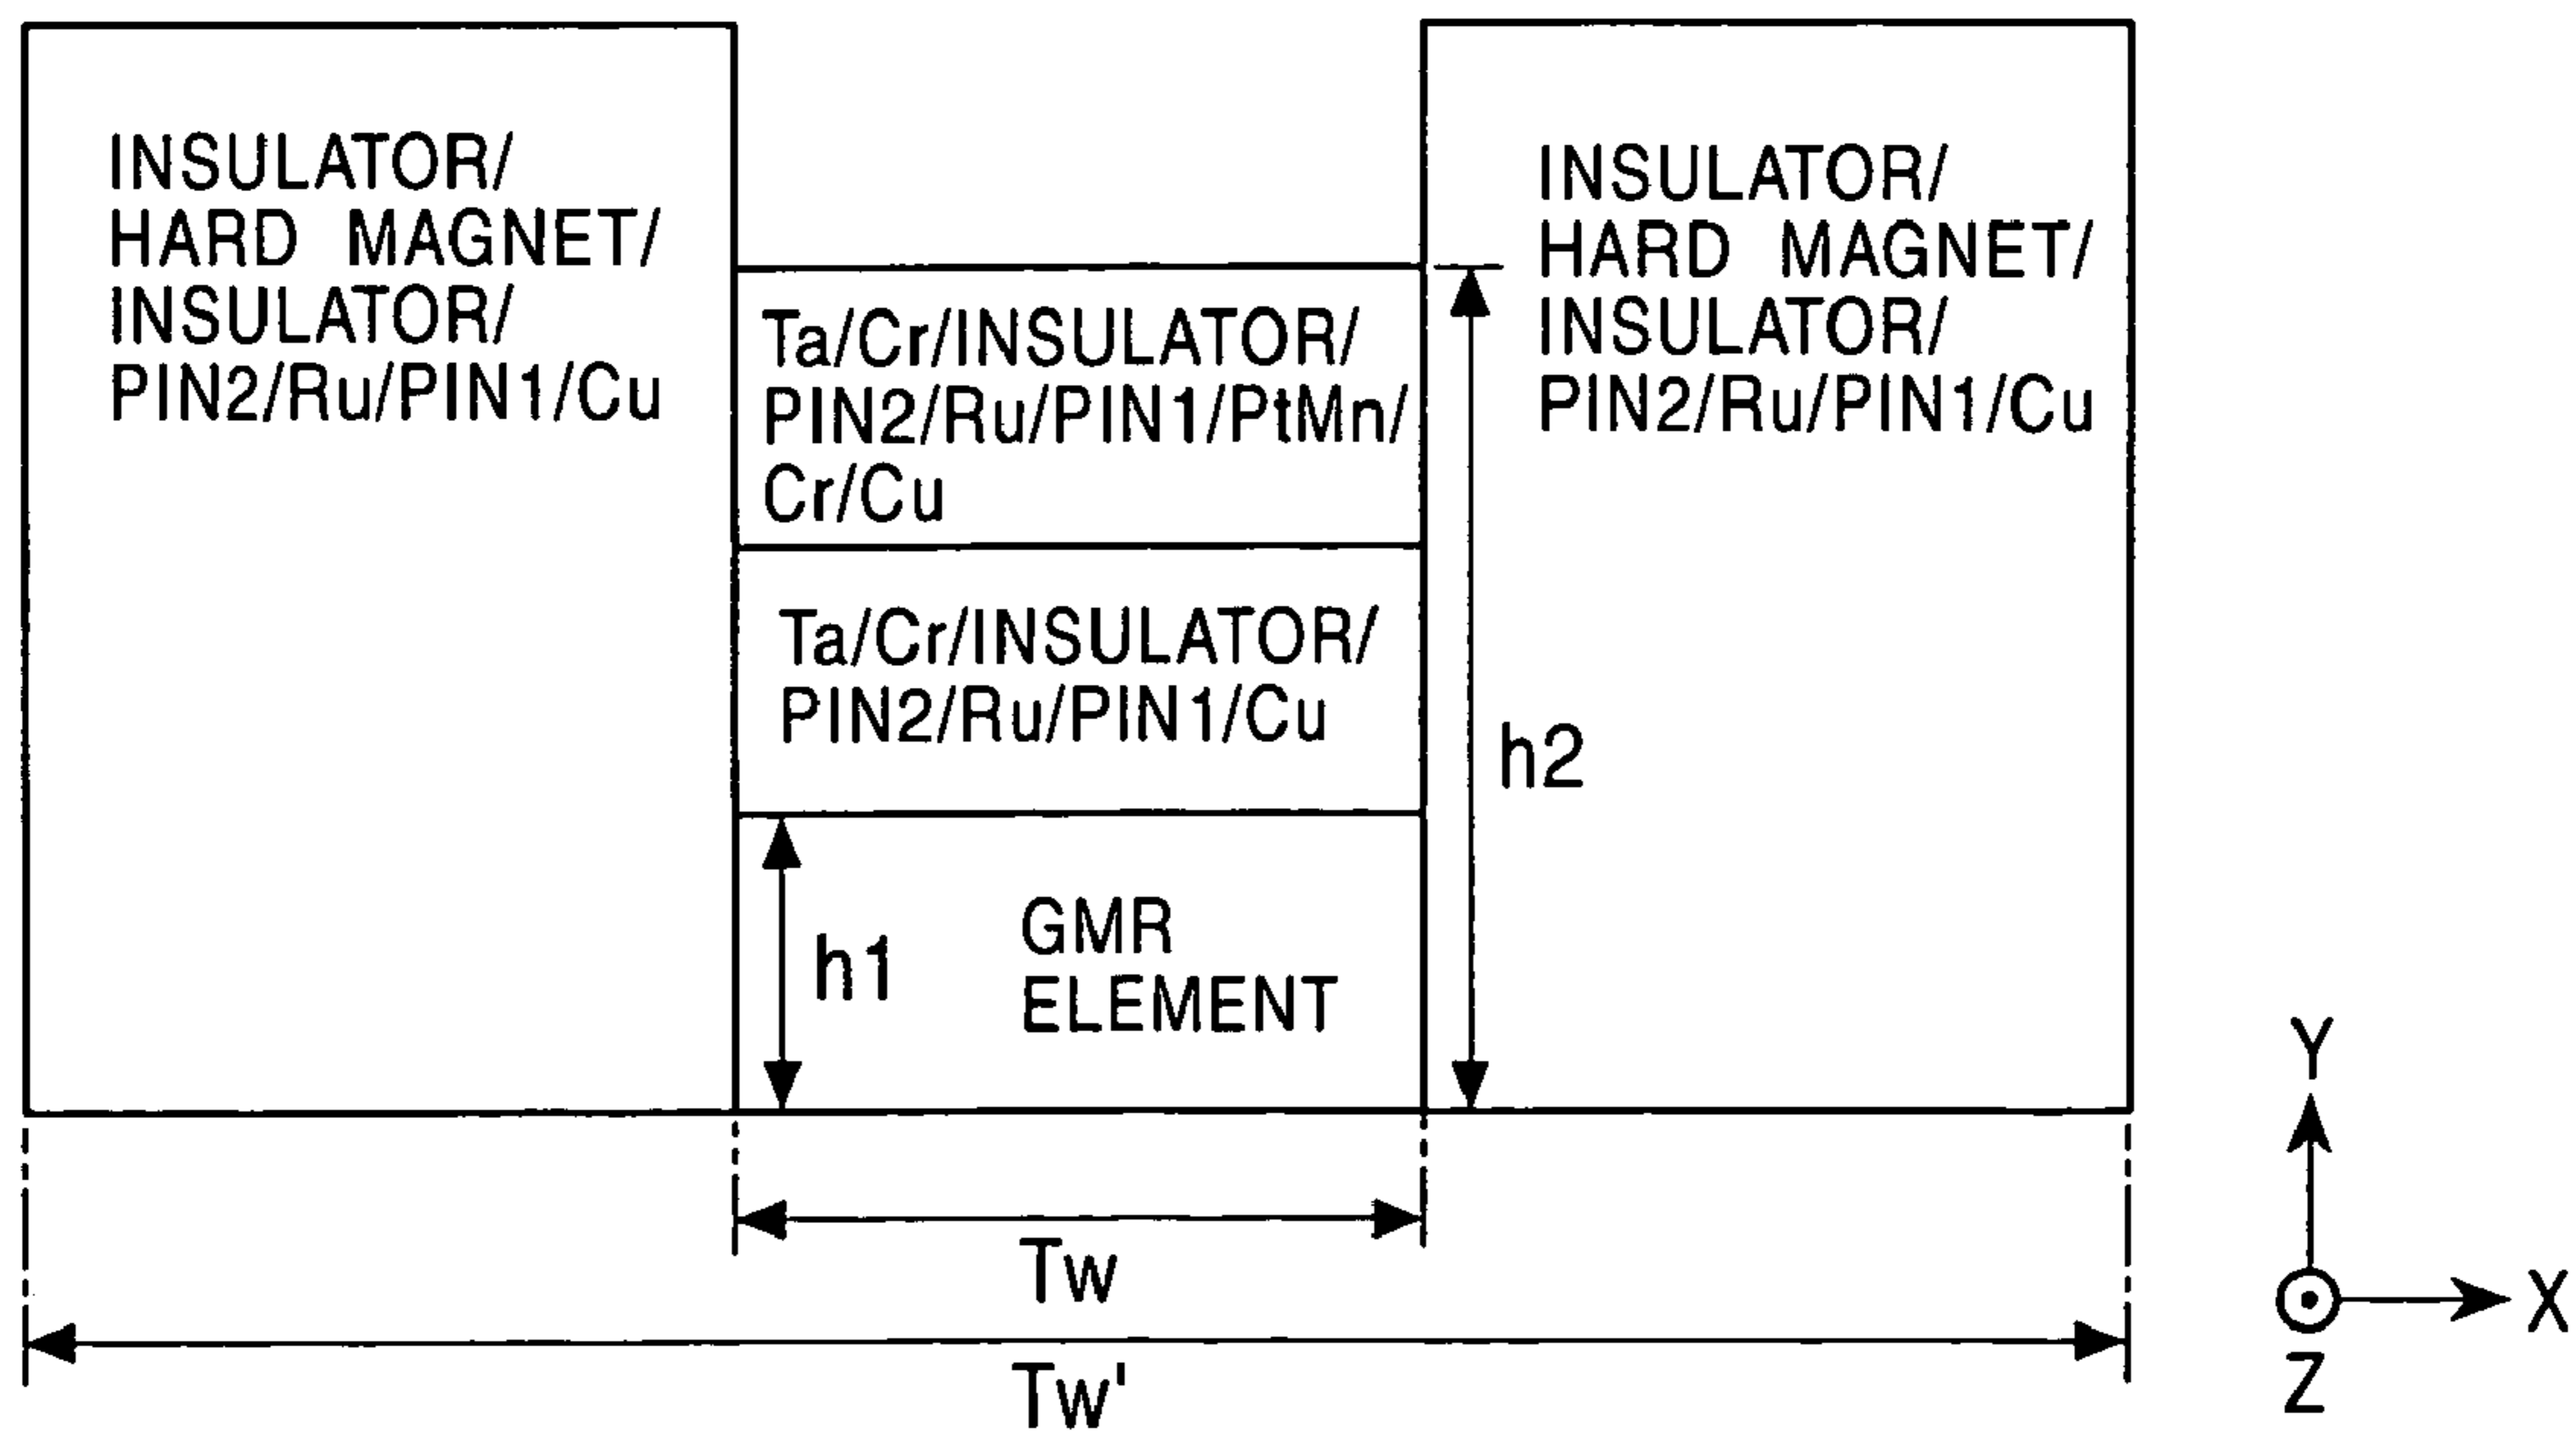 INSULATOR/
HARD MAGNET/
INSULATOR/
PIN2/Ru/PIN1/Cu
INSULATOR/
HARD MAGNET/
INSULATOR/
PIN2/Ru/PIN1/Cu
Ta/Cr/INSULATOR/
PIN2/Ru/PIN1/PtMn/
Cr/Cu
Ta/Cr/INSULATOR/
PIN2/Ru/PIN1/Cu
h2
h1
GMR
ELEMENT
Tw
Tw'
Y
X
Z